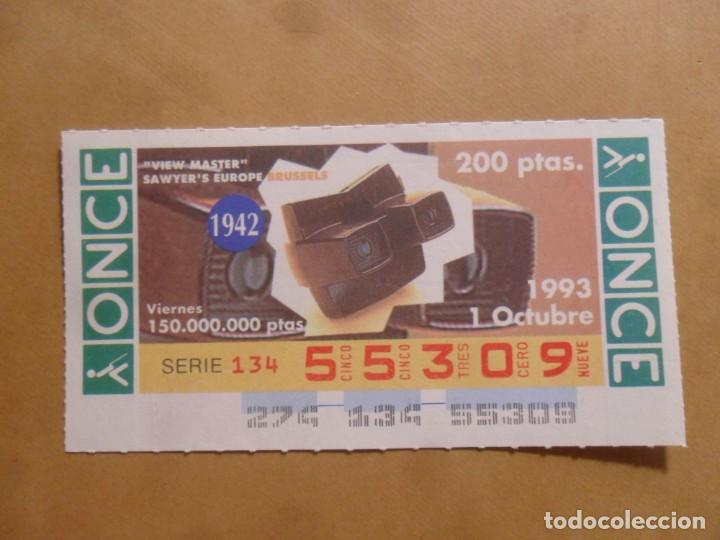 ONCE
"VIEW MASTER"
SAWYER'S EUROPE BRUSSELS
1942
200 ptas.
Viernes
150.000.000 ptas
1993
1 Octubre
SERIE 134
5 CINCO 5 CINCO 3 TRES 0 CERO 9 NUEVE
274 134 55309
ONCE
todocoleccion